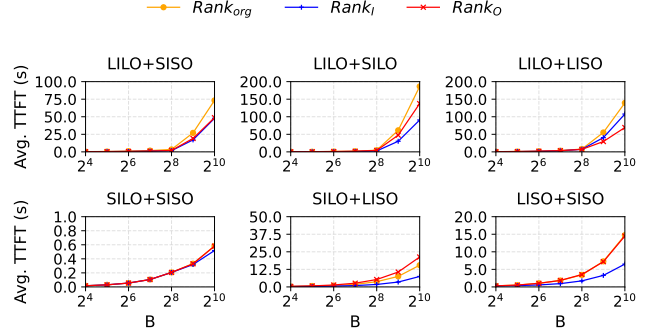 Rank_org Rank_I Rank_O
LILO+SISO LILO+SILO LILO+LISO
Avg. TTFT (s)
100.0 75.0 50.0 25.0 0.0
200.0 150.0 100.0 50.0 0.0
200.0 150.0 100.0 50.0 0.0
2^4 2^6 2^8 2^10 2^4 2^6 2^8 2^10 2^4 2^6 2^8 2^10
SILO+SISO SILO+LISO LISO+SISO
Avg. TTFT (s)
1.0 0.8 0.6 0.4 0.2 0.0
50.0 37.5 25.0 12.5 0.0
20.0 15.0 10.0 5.0 0.0
2^4 2^6 2^8 2^10 2^4 2^6 2^8 2^10 2^4 2^6 2^8 2^10
B B B